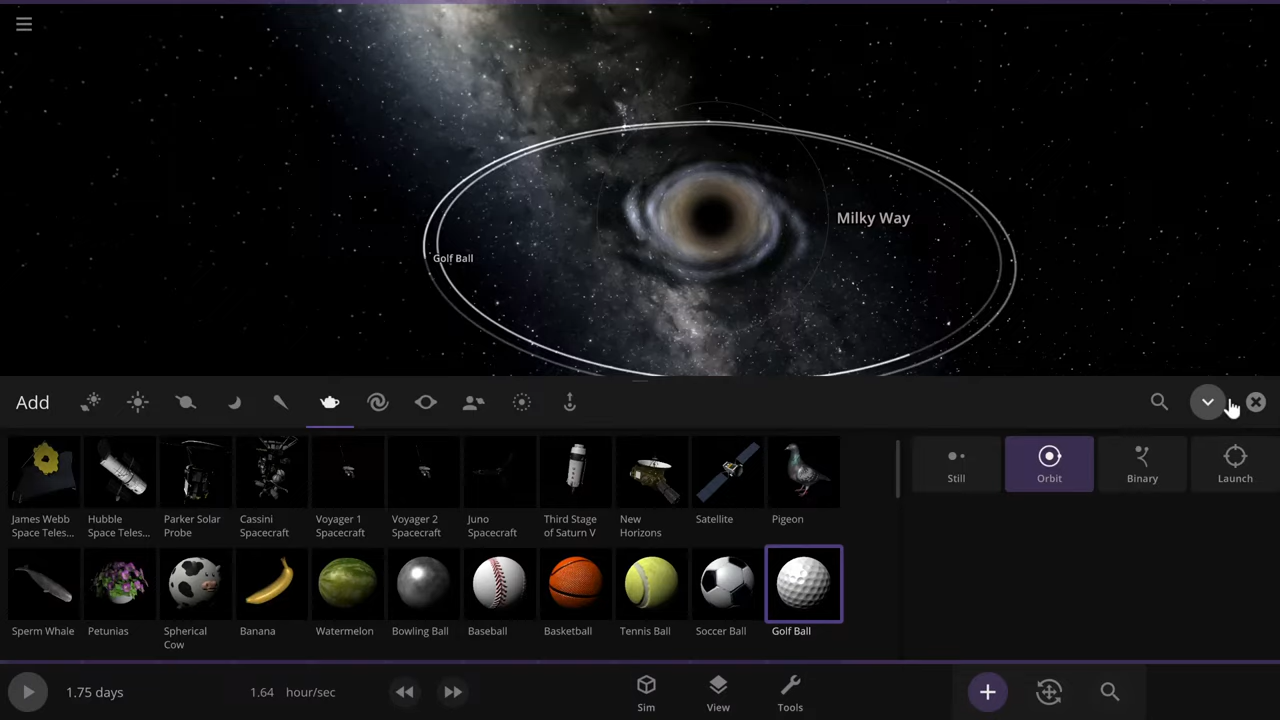 Milky Way
Golf Ball
Add
James Webb
Space Teles...
Hubble
Space Teles...
Parker Solar
Probe
Cassini
Spacecraft
Voyager 1
Spacecraft
Voyager 2
Spacecraft
Juno
Spacecraft
Third Stage
of Saturn V
New
Horizons
Satellite
Pigeon
Still
Orbit
Binary
Launch
Sperm Whale
Petunias
Spherical
Cow
Banana
Watermelon
Bowling Ball
Baseball
Basketball
Tennis Ball
Soccer Ball
Golf Ball
1.75 days
1.64 hour/sec
Sim
View
Tools